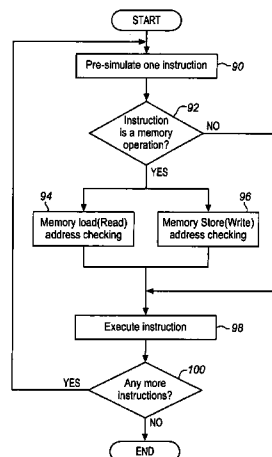 START
Pre-simulate one instruction
90
92
Instruction
is a memory
operation?
NO
YES
94
96
Memory load(Read)
address checking
Memory Store(Write)
address checking
Execute instruction
98
100
YES
Any more
instructions?
NO
END